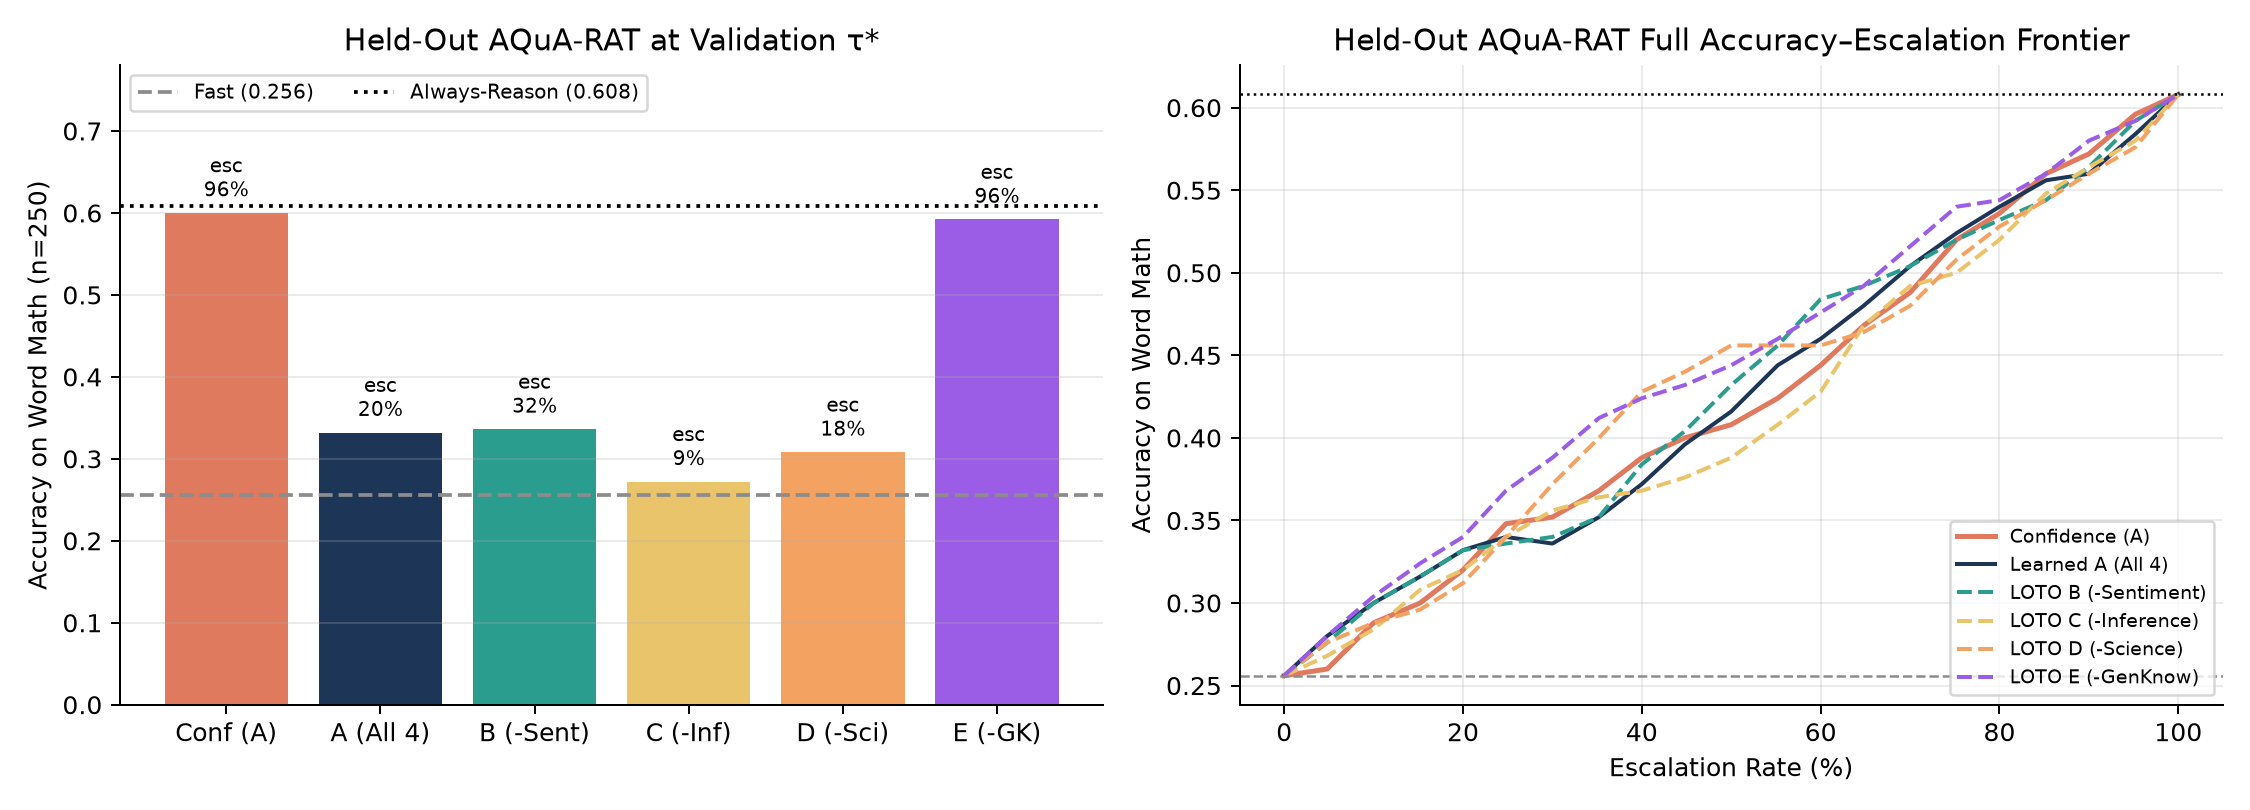 Held-Out AQuA-RAT at Validation τ*
Fast (0.256)
Always-Reason (0.608)
Accuracy on Word Math (n=250)
0.7
0.6
0.5
0.4
0.3
0.2
0.1
0.0
esc
96%
esc
20%
esc
32%
esc
9%
esc
18%
esc
96%
Conf (A)
A (All 4)
B (-Sent)
C (-Inf)
D (-Sci)
E (-GK)
Held-Out AQuA-RAT Full Accuracy–Escalation Frontier
Accuracy on Word Math
0.60
0.55
0.50
0.45
0.40
0.35
0.30
0.25
Confidence (A)
Learned A (All 4)
LOTO B (-Sentiment)
LOTO C (-Inference)
LOTO D (-Science)
LOTO E (-GenKnow)
0
20
40
60
80
100
Escalation Rate (%)